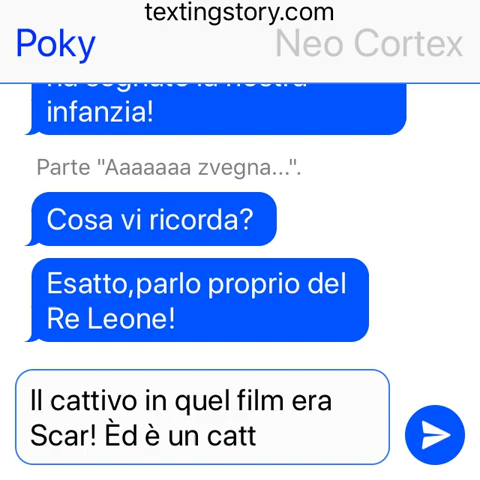 textingstory.com
Poky Neo Cortex
infanzia!
Parte "Aaaaaaa zvegna...".
Cosa vi ricorda?
Esatto,parlo proprio del
Re Leone!
Il cattivo in quel film era
Scar! Èd è un catt